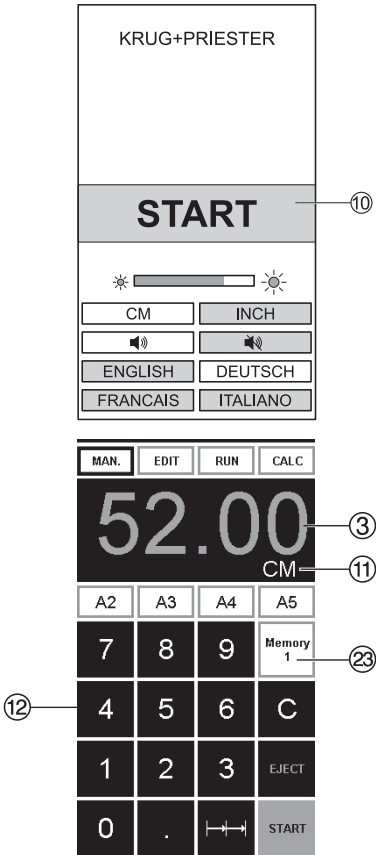 KRUG+PRIESTER
START
10
CM INCH
ENGLISH DEUTSCH
FRANCAIS ITALIANO
MAN. EDIT RUN CALC
52.00
3
CM
11
A2 A3 A4 A5
7 8 9 Memory 1
23
12
4 5 6 C
1 2 3 EJECT
0 . START